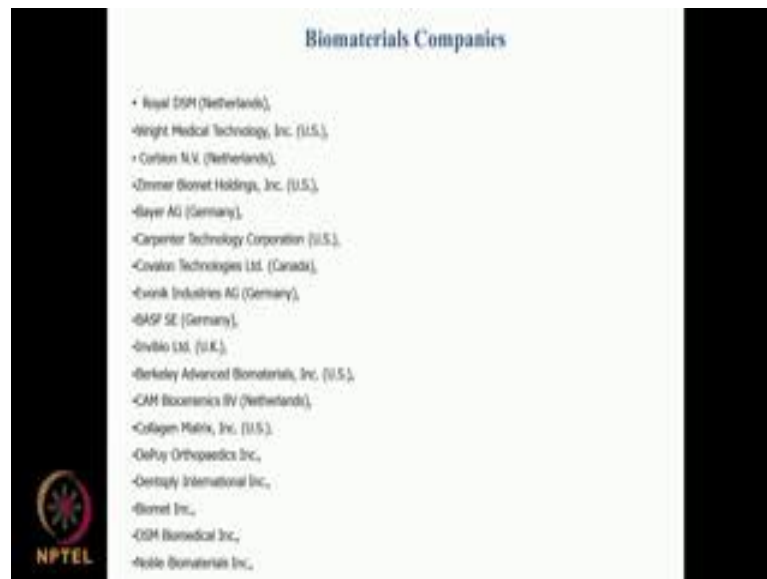 Biomaterials Companies
• Royal DSM (Netherlands),
•Wright Medical Technology, Inc. (U.S.),
• Corbion N.V. (Netherlands),
•Zimmer Biomet Holdings, Inc. (U.S.),
•Bayer AG (Germany),
•Carpenter Technology Corporation (U.S.),
•Covalon Technologies Ltd. (Canada),
•Evonik Industries AG (Germany),
•BASF SE (Germany),
•Invibio Ltd. (U.K.),
•Berkeley Advanced Biomaterials, Inc. (U.S.),
•CAM Bioceramics BV (Netherlands),
•Collagen Matrix, Inc. (U.S.),
•DePuy Orthopaedics Inc.,
•Dentsply International Inc.,
•Biomet Inc.,
•DSM Biomedical Inc.,
•Noble Biomaterials Inc.,
NPTEL